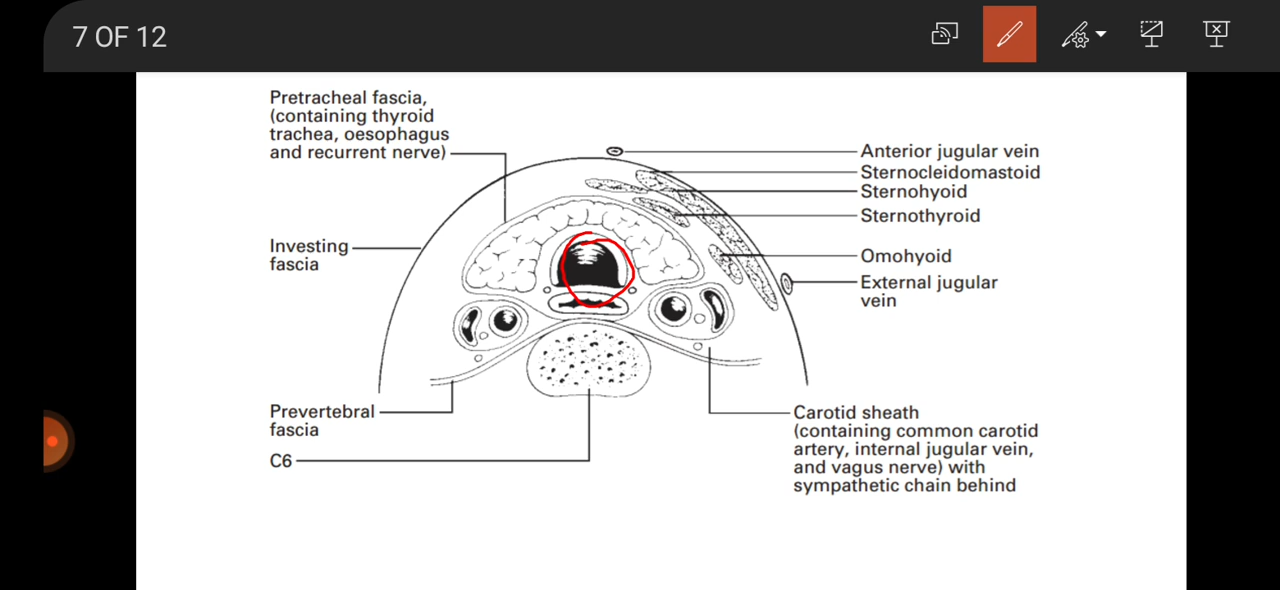 7 OF 12
Pretracheal fascia,
(containing thyroid
trachea, oesophagus
and recurrent nerve)
Anterior jugular vein
Sternocleidomastoid
Sternohyoid
Sternothyroid
Investing
fascia
Omohyoid
External jugular
vein
Prevertebral
fascia
C6
Carotid sheath
(containing common carotid
artery, internal jugular vein,
and vagus nerve) with
sympathetic chain behind